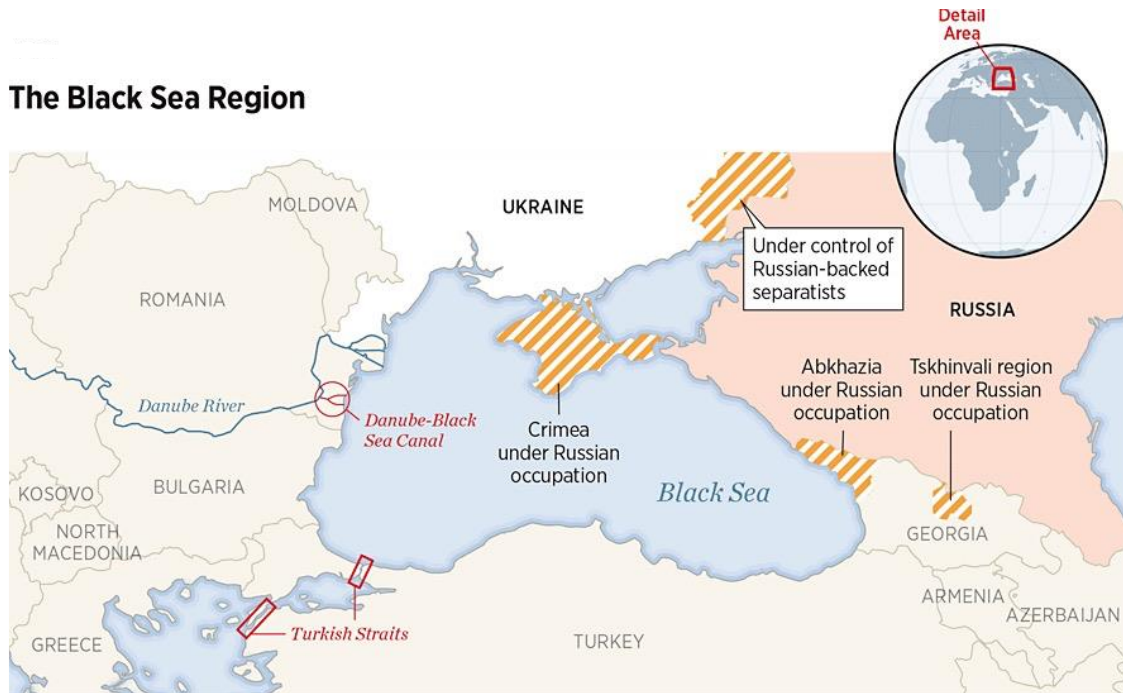 Detail
Area
The Black Sea Region
MOLDOVA
UKRAINE
Under control of
Russian-backed
separatists
ROMANIA
RUSSIA
Abkhazia
under Russian
occupation
Tskhinvali region
under Russian
occupation
Danube River
Danube-Black
Sea Canal
Crimea
under Russian
occupation
Black Sea
KOSOVO
BULGARIA
NORTH
MACEDONIA
GEORGIA
ARMENIA
AZERBAIJAN
GREECE
Turkish Straits
TURKEY